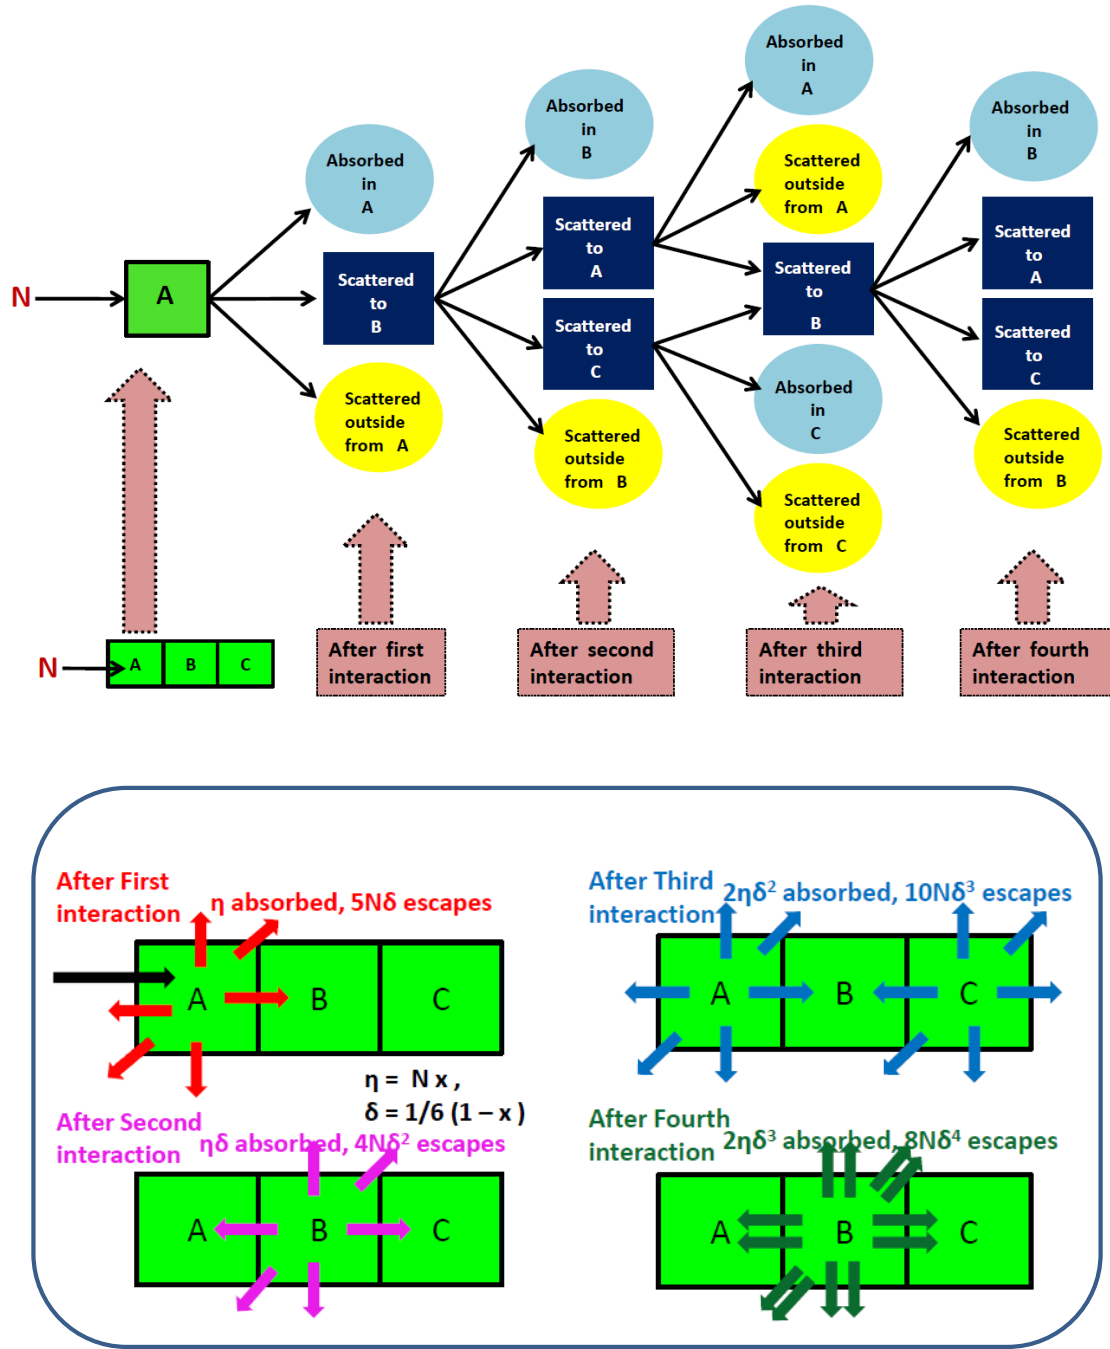 N
A
Absorbed
in
A
Scattered
to
B
Scattered
outside
from A
Absorbed
in
B
Scattered
to
A
Scattered
to
C
Scattered
outside
from B
Absorbed
in
A
Scattered
outside
from A
Scattered
to
B
Absorbed
in
C
Scattered
outside
from C
Absorbed
in
B
Scattered
to
A
Scattered
to
C
Scattered
outside
from B
N
A B C
After first
interaction
After second
interaction
After third
interaction
After fourth
interaction
After First
interaction
η absorbed, 5Nδ escapes
A B C
η = N x ,
δ = 1/6 (1 – x )
After Second
interaction
ηδ absorbed, 4Nδ² escapes
A B C
After Third
interaction
2ηδ² absorbed, 10Nδ³ escapes
A B C
After Fourth
interaction
2ηδ³ absorbed, 8Nδ⁴ escapes
A B C